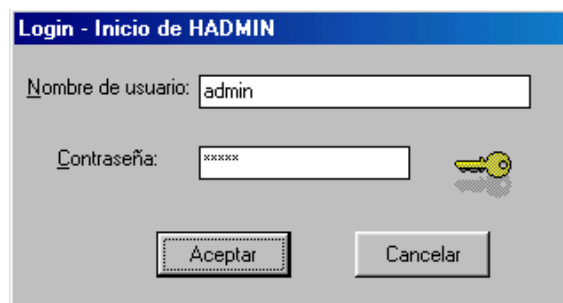 Login - Inicio de HADMIN
Nombre de usuario: admin
Contraseña: *****
Aceptar Cancelar